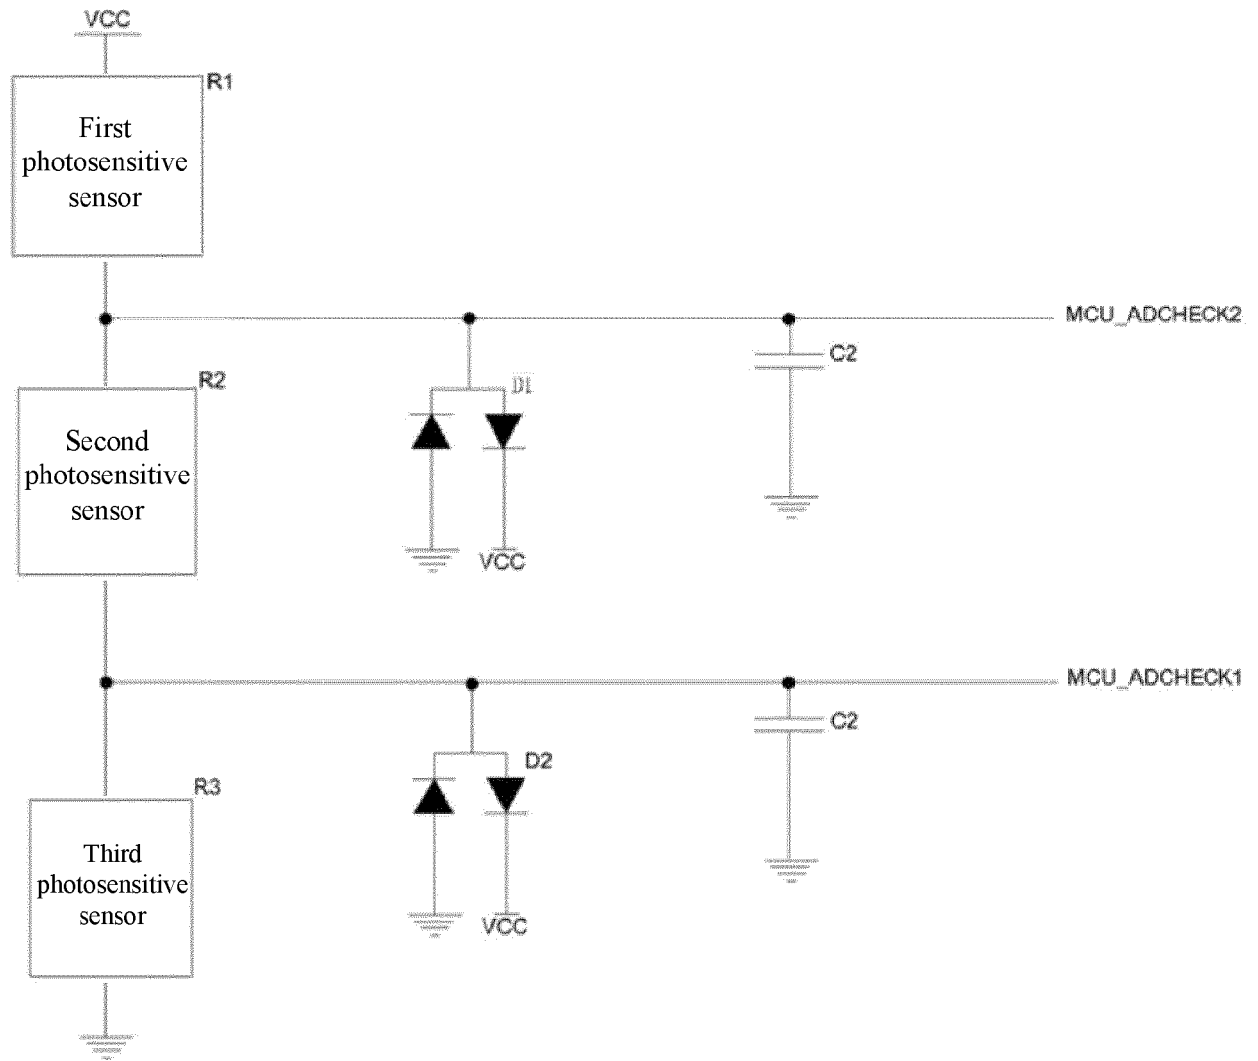 VCC
R1
First
photosensitive
sensor
MCU_ADCHECK2
C2
R2
D1
Second
photosensitive
sensor
VCC
MCU_ADCHECK1
C2
D2
R3
Third
photosensitive
sensor
VCC